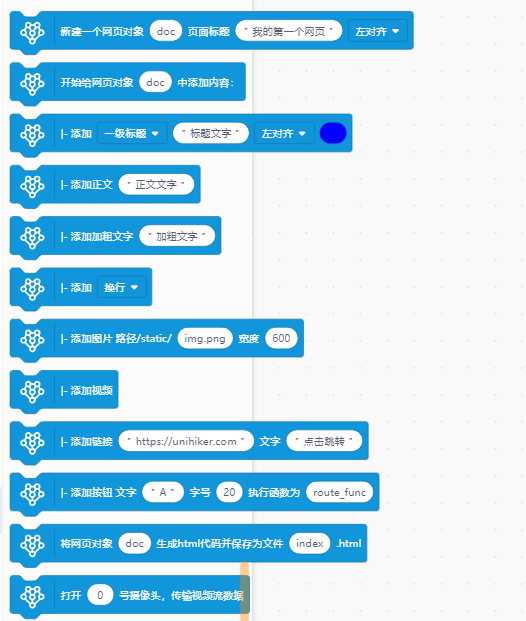 新建一个网页对象 doc 页面标题 "我的第一个网页" 左对齐
开始给网页对象 doc 中添加内容:
|- 添加 一级标题 "标题文字" 左对齐
|- 添加正文 "正文文字"
|- 添加加粗文字 "加粗文字"
|- 添加 换行
|- 添加图片 路径/static/ img.png 宽度 600
|- 添加视频
|- 添加链接 "https://unihiker.com" 文字 "点击跳转"
|- 添加按钮 文字 "A" 字号 20 执行函数为 route_func
将网页对象 doc 生成html代码并保存为文件 index .html
打开 0 号摄像头，传输视频流数据